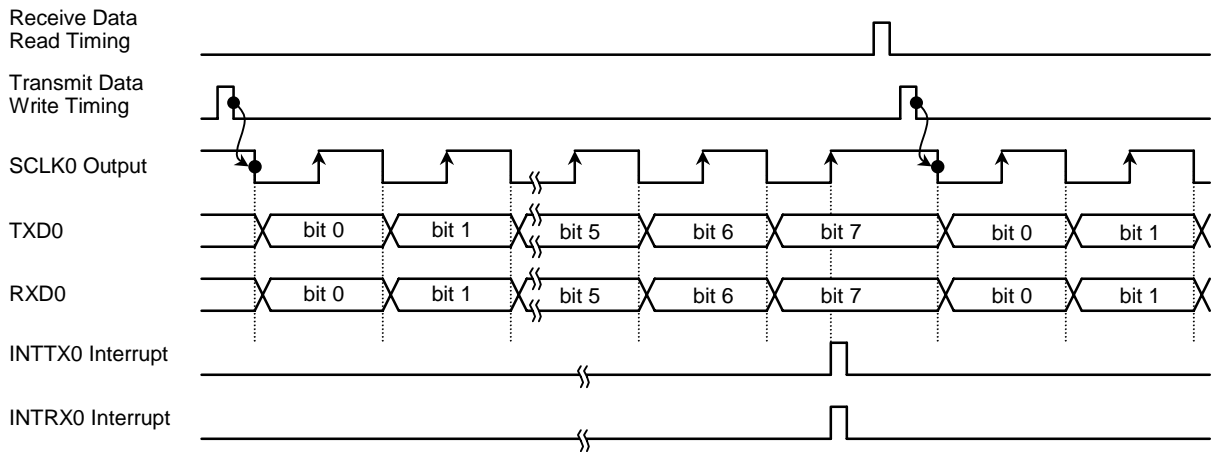 Receive Data
Read Timing
Transmit Data
Write Timing
SCLK0 Output
TXD0 bit 0 bit 1 bit 5 bit 6 bit 7 bit 0 bit 1
RXD0 bit 0 bit 1 bit 5 bit 6 bit 7 bit 0 bit 1
INTTX0 Interrupt
INTRX0 Interrupt